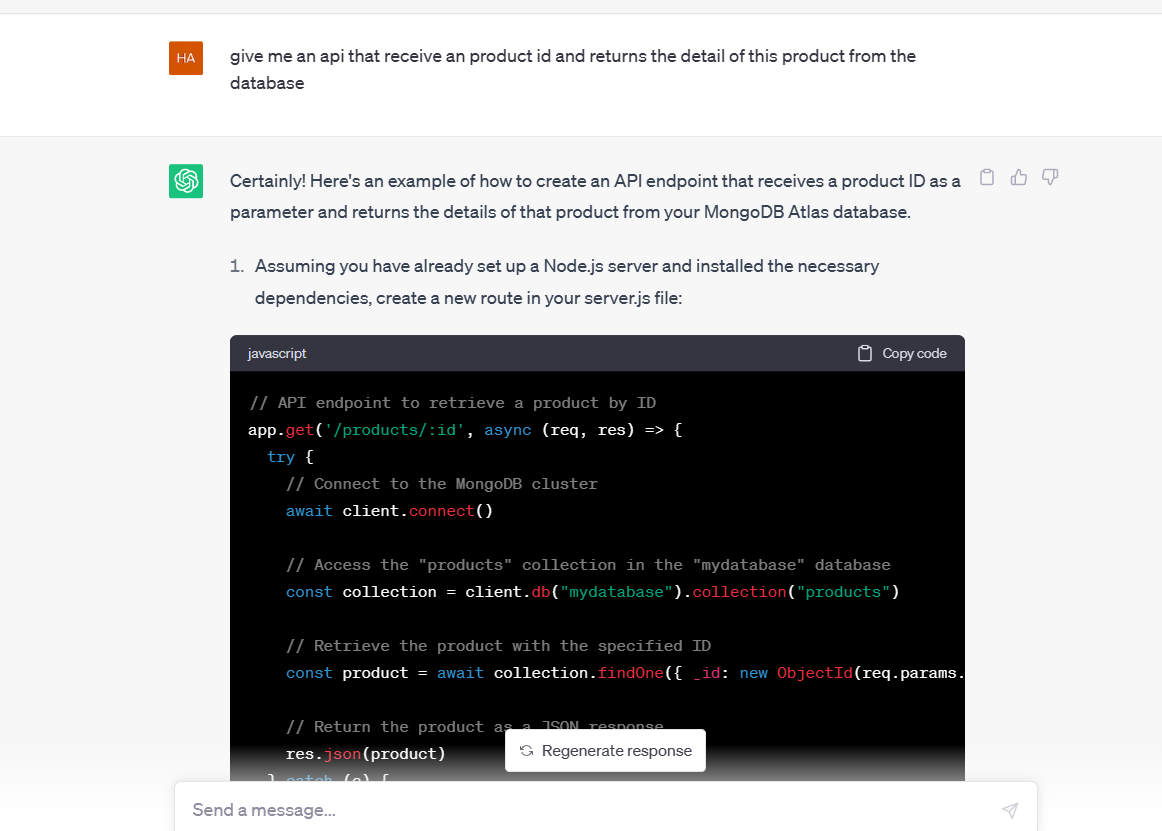 HA
give me an api that receive an product id and returns the detail of this product from the
database
Certainly! Here's an example of how to create an API endpoint that receives a product ID as a
parameter and returns the details of that product from your MongoDB Atlas database.
1. Assuming you have already set up a Node.js server and installed the necessary
dependencies, create a new route in your server.js file:
javascript
Copy code
// API endpoint to retrieve a product by ID
app.get('/products/:id', async (req, res) => {
try {
// Connect to the MongoDB cluster
await client.connect()
// Access the "products" collection in the "mydatabase" database
const collection = client.db("mydatabase").collection("products")
// Retrieve the product with the specified ID
const product = await collection.findOne({ _id: new ObjectId(req.params.
// Return the product as a JSON response
res.json(product)
} catch (e) {
Regenerate response
Send a message...